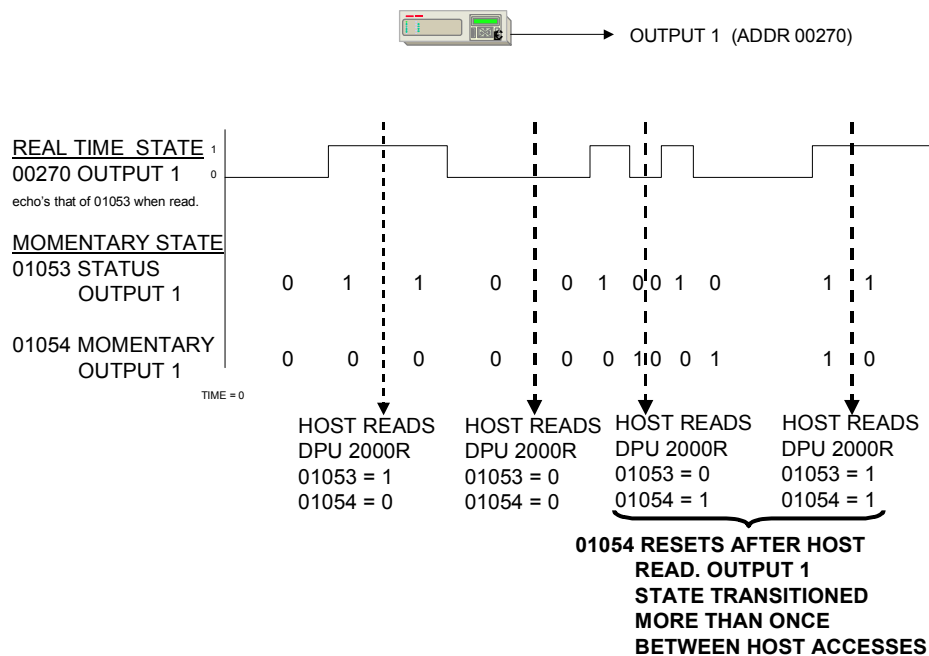 OUTPUT 1 (ADDR 00270)
REAL TIME STATE 1
00270 OUTPUT 1 0
echo's that of 01053 when read.
MOMENTARY STATE
01053 STATUS
OUTPUT 1
0 1 1 0 0 1 0 0 1 0 1 1
01054 MOMENTARY
OUTPUT 1
0 0 0 0 0 0 1 0 0 1 1 0
TIME = 0
HOST READS
DPU 2000R
01053 = 1
01054 = 0
HOST READS
DPU 2000R
01053 = 0
01054 = 0
HOST READS
DPU 2000R
01053 = 0
01054 = 1
HOST READS
DPU 2000R
01053 = 1
01054 = 1
01054 RESETS AFTER HOST
READ. OUTPUT 1
STATE TRANSITIONED
MORE THAN ONCE
BETWEEN HOST ACCESSES